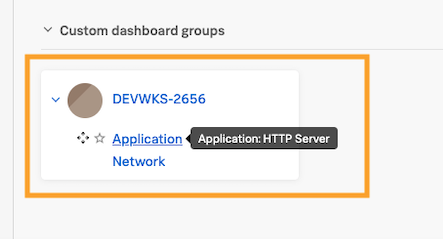 Custom dashboard groups
DEVWKS-2656
Application
Application: HTTP Server
Network